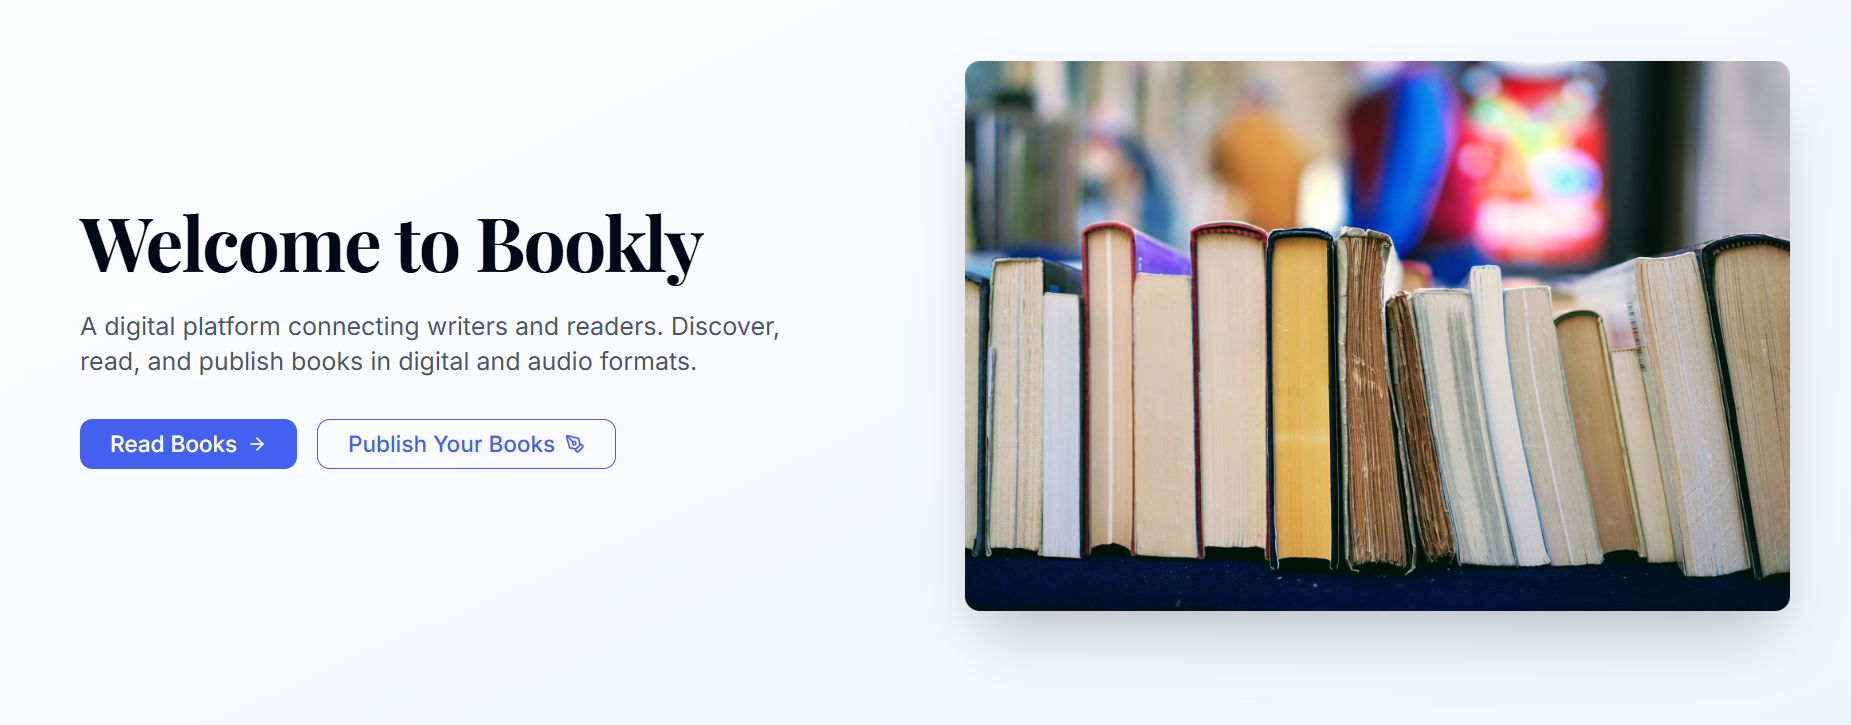 Welcome to Bookly
A digital platform connecting writers and readers. Discover,
read, and publish books in digital and audio formats.
Read Books
Publish Your Books